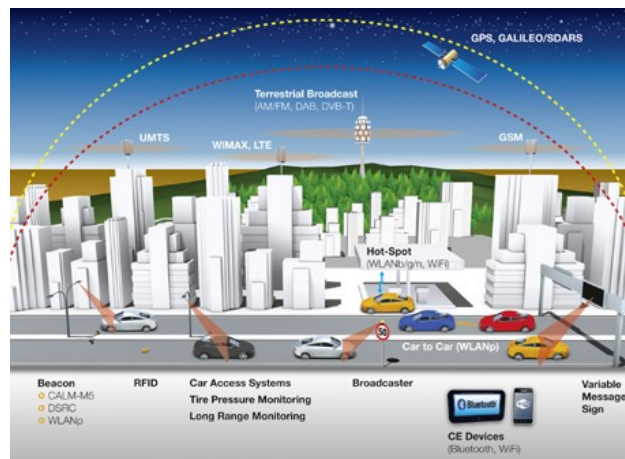 GPS, GALILEO/SDARS
Terrestrial Broadcast
(AM/FM, DAB, DVB-T)
UMTS
WiMAX, LTE
GSM
Hot-Spot
(WLANb/g/n, WiFi)
50
Car to Car (WLANp)
Beacon
CALM-M5
DSRC
WLANp
RFID
Car Access Systems
Tire Pressure Monitoring
Long Range Monitoring
Broadcaster
Bluetooth
CE Devices
(Bluetooth, WiFi)
Variable
Message
Sign